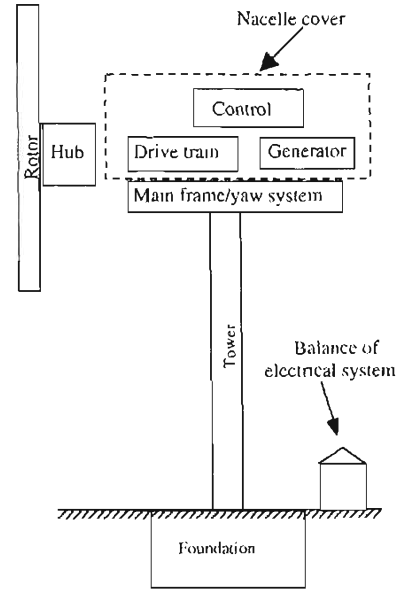 Nacelle cover
Control
Rotor
Hub
Drive train
Generator
Main frame/yaw system
Tower
Balance of
electrical system
Foundation